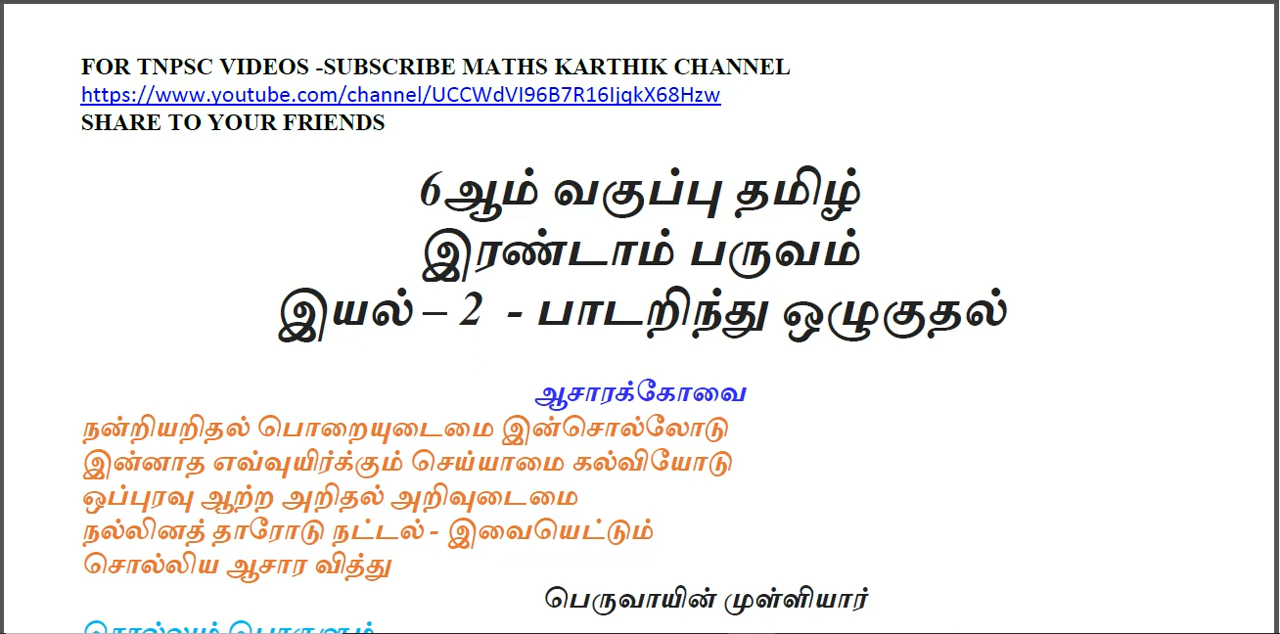 FOR TNPSC VIDEOS -SUBSCRIBE MATHS KARTHIK CHANNEL
https://www.youtube.com/channel/UCCWdVI96B7R16IjqkX68Hzw
SHARE TO YOUR FRIENDS
6ஆம் வகுப்பு தமிழ்
இரண்டாம் பருவம்
இயல் – 2 - பாடறிந்து ஒழுகுதல்
ஆசாரக்கோவை
நன்றியறிதல் பொறையுடைமை இன்சொல்லோடு
இன்னாத எவ்வுயிர்க்கும் செய்யாமை கல்வியோடு
ஒப்புரவு ஆற்ற அறிதல் அறிவுடைமை
நல்லினத் தாரோடு நட்டல் - இவையெட்டும்
சொல்லிய ஆசார வித்து
பெருவாயின் முள்ளியார்
சொல்லும் பொருளும்